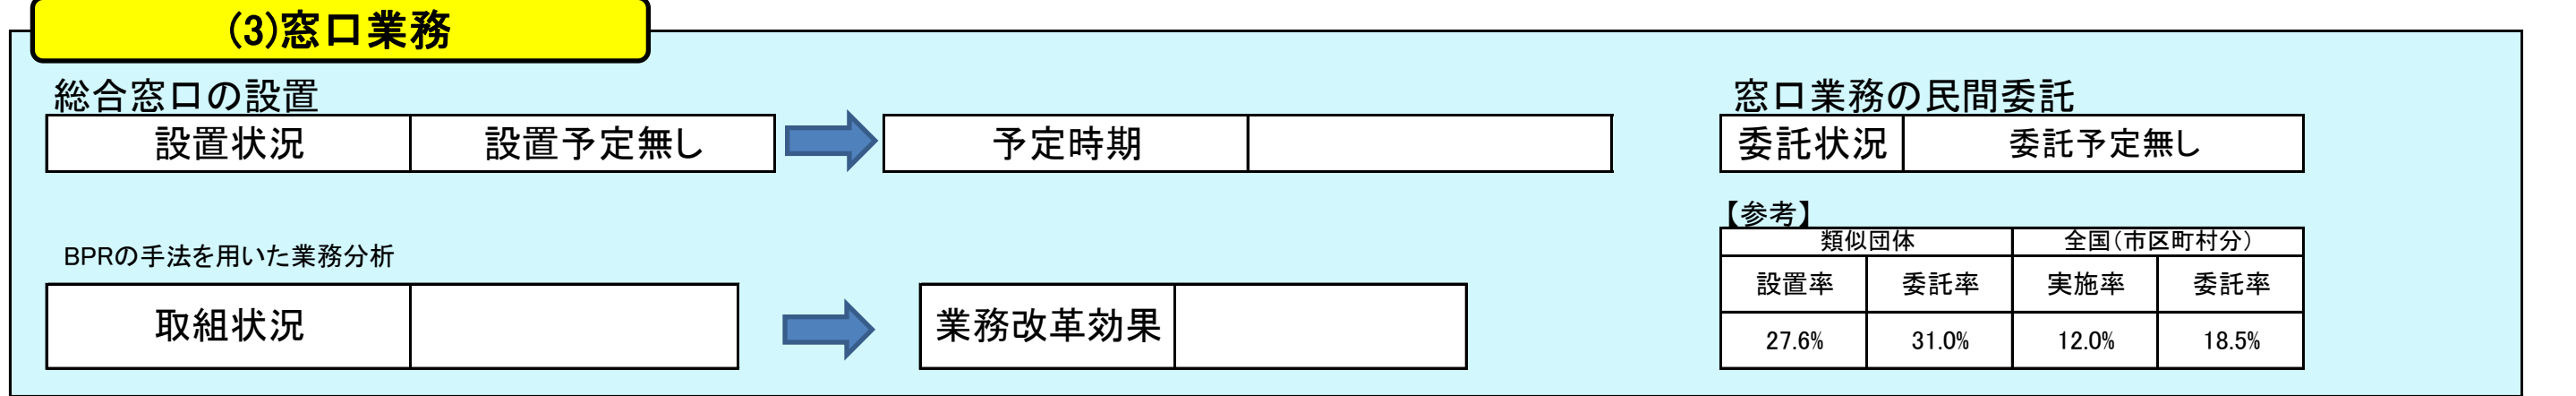 (3)窓口業務
総合窓口の設置
設置状況 設置予定無し 予定時期
窓口業務の民間委託
委託状況 委託予定無し
BPRの手法を用いた業務分析
取組状況 業務改革効果
【参考】
類似団体 全国(市区町村分)
設置率 委託率 実施率 委託率
27.6% 31.0% 12.0% 18.5%